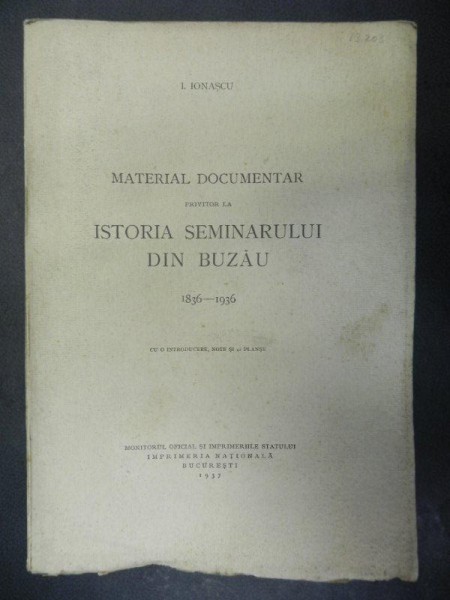 I. IONAȘCU
MATERIAL DOCUMENTAR
PRIVITOR LA
ISTORIA SEMINARULUI
DIN BUZĂU
1836—1936
CU O INTRODUCERE, NOTE ȘI 41 PLANȘE
MONITORUL OFICIAL ȘI IMPRIMERIILE STATULUI
IMPRIMERIA NAȚIONALĂ
BUCUREȘTI
1937